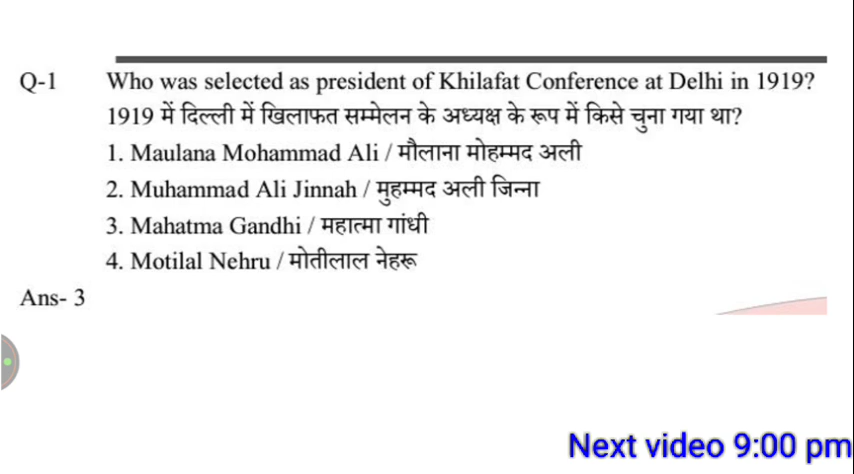 Q-1 Who was selected as president of Khilafat Conference at Delhi in 1919?
1919 में दिल्ली में खिलाफत सम्मेलन के अध्यक्ष के रूप में किसे चुना गया था?
1. Maulana Mohammad Ali / मौलाना मोहम्मद अली
2. Muhammad Ali Jinnah / मुहम्मद अली जिन्ना
3. Mahatma Gandhi / महात्मा गांधी
4. Motilal Nehru / मोतीलाल नेहरू
Ans- 3
Next video 9:00 pm